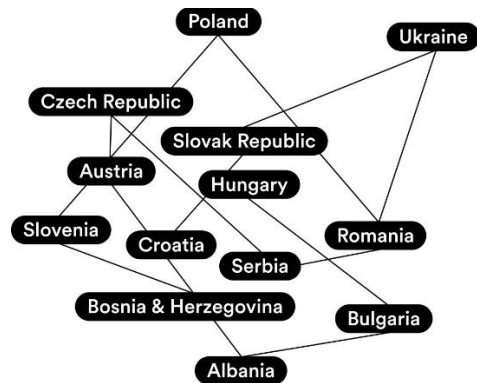 Poland
Ukraine
Czech Republic
Slovak Republic
Austria
Hungary
Slovenia
Croatia
Romania
Serbia
Bosnia & Herzegovina
Bulgaria
Albania